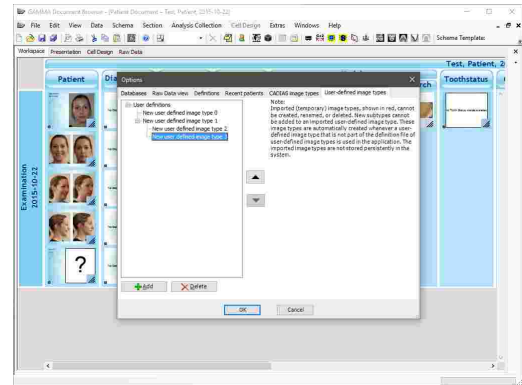 GAMMA Document Browser - [Patient Document - Test, Patient, 2015-10-22]
File Edit View Data Schema Section Analysis Collection Cell Design Extras Windows Help
Scheme Template:
Workspace Presentation Cell Design Raw Data
Test, Patient, 2
Patient
Dia
Options
rch
Toothstatus
Databases Raw Data view Definitions Recent patients CADIAS image types User-defined image types
User definitions
New user defined image type 0
New user defined image type 1
New user defined image type 2
New user defined image type 3
Note:
Imported (temporary) image types, shown in red, cannot
be created, renamed, or deleted. New subtypes cannot
be added to an imported user-defined image type. These
image types are automatically created whenever a user-
defined image type that is not part of the definition file of
user-defined image types is used in the application. The
imported image types are not stored persistently in the
system.
Examination
2015-10-22
?
Add Delete
OK Cancel